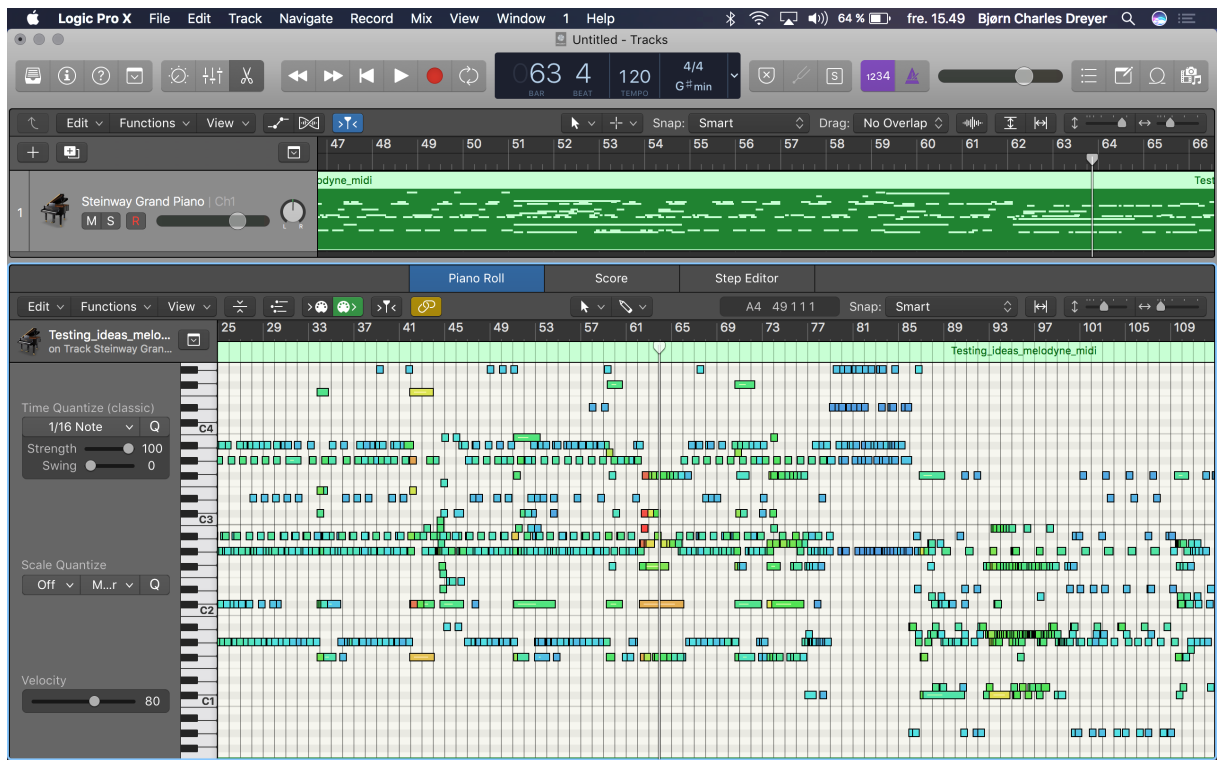 Logic Pro X File Edit Track Navigate Record Mix View Window 1 Help 64 % fre. 15.49 Bjørn Charles Dreyer
Untitled - Tracks
063 4 120 4/4
G♯min
BAR BEAT TEMPO
S 1234
Edit Functions View Snap: Smart Drag: No Overlap
47 48 49 50 51 52 53 54 55 56 57 58 59 60 61 62 63 64 65 66
odyne_midi Test
1 Steinway Grand Piano | Ch1
M S R L R
Piano Roll Score Step Editor
Edit Functions View A4 49 1 1 1 Snap: Smart
25 29 33 37 41 45 49 53 57 61 65 69 73 77 81 85 89 93 97 101 105 109
Testing_ideas_melo...
on Track Steinway Gran...
Testing_ideas_melodyne_midi
Time Quantize (classic)
1/16 Note Q
C4
Strength 100
Swing 0
C3
Scale Quantize
Off M...r Q
C2
Velocity
80
C1